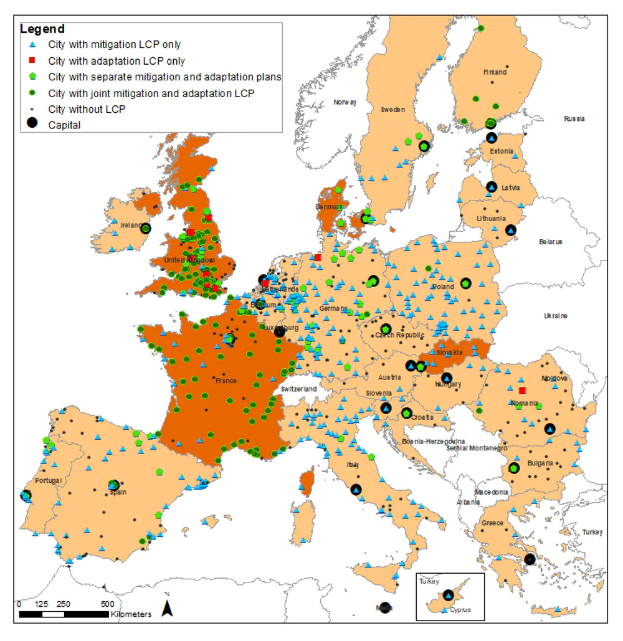 Legend
City with mitigation LCP only
City with adaptation LCP only
City with separate mitigation and adaptation plans
City with joint mitigation and adaptation LCP
City without LCP
Capital
Finland
Norway
Sweden
Russia
Estonia
Latvia
Denmark
Lithuania
Ireland
Belarus
United Kingdom
Netherlands
Poland
Germany
Belgium
Ukraine
Luxemburg
Czech Republic
Slovakia
Moldova
France
Austria
Hungary
Switzerland
Slovenia
Romania
Croatia
Bosnia-Herzegovina
Serbia Montenegro
Italy
Bulgaria
Portugal
Spain
Macedonia
Albania
Greece
Turkey
Turkey
Malta
Cyprus
0 125 250 500
Kilometers
N